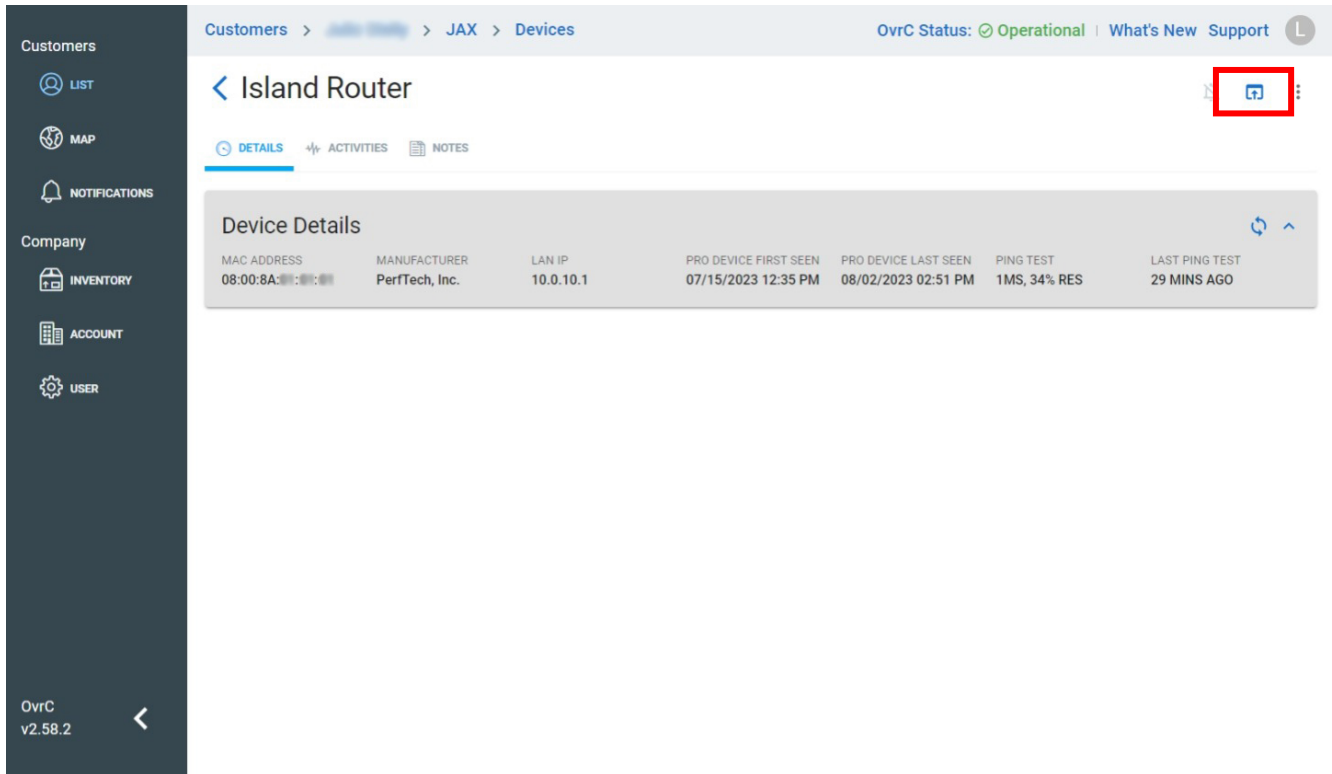 Customers
LIST
MAP
NOTIFICATIONS
Company
INVENTORY
ACCOUNT
USER
OvrC
v2.58.2
Customers > > JAX > Devices
OvrC Status: Operational | What's New Support L
Island Router
DETAILS ACTIVITIES NOTES
Device Details
MAC ADDRESS MANUFACTURER LAN IP PRO DEVICE FIRST SEEN PRO DEVICE LAST SEEN PING TEST LAST PING TEST
08:00:8A: PerfTech, Inc. 10.0.10.1 07/15/2023 12:35 PM 08/02/2023 02:51 PM 1MS, 34% RES 29 MINS AGO